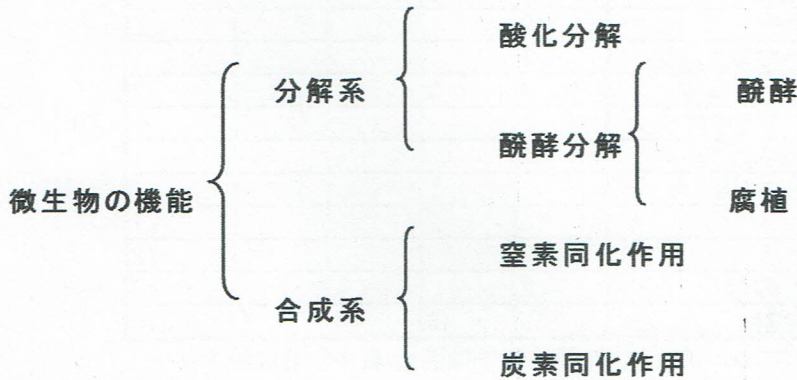 酸化分解
分解系
醗酵
醗酵分解
微生物の機能
腐植
窒素同化作用
合成系
炭素同化作用